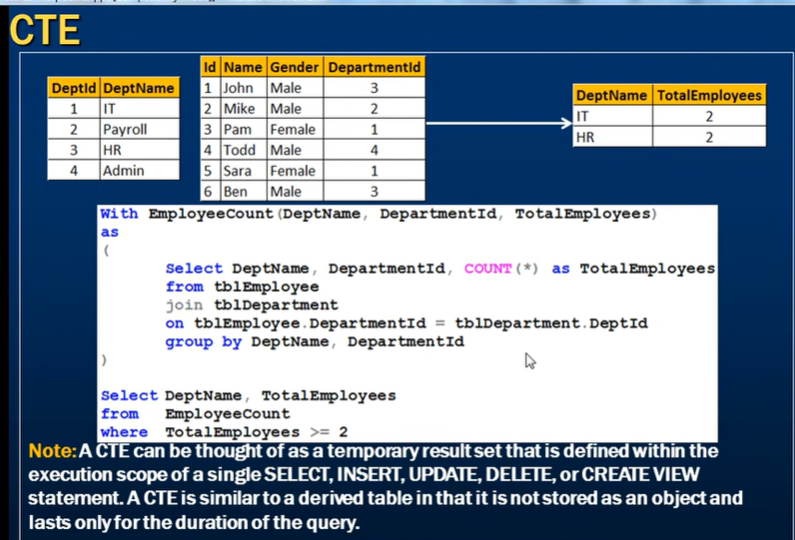 CTE
DeptId DeptName
1 IT
2 Payroll
3 HR
4 Admin
Id Name Gender DepartmentId
1 John Male 3
2 Mike Male 2
3 Pam Female 1
4 Todd Male 4
5 Sara Female 1
6 Ben Male 3
DeptName TotalEmployees
IT 2
HR 2
With EmployeeCount(DeptName, DepartmentId, TotalEmployees)
as
(
Select DeptName, DepartmentId, COUNT(*) as TotalEmployees
from tblEmployee
join tblDepartment
on tblEmployee.DepartmentId = tblDepartment.DeptId
group by DeptName, DepartmentId
)
Select DeptName, TotalEmployees
from EmployeeCount
where TotalEmployees >= 2
Note: A CTE can be thought of as a temporary result set that is defined within the
execution scope of a single SELECT, INSERT, UPDATE, DELETE, or CREATE VIEW
statement. A CTE is similar to a derived table in that it is not stored as an object and
lasts only for the duration of the query.